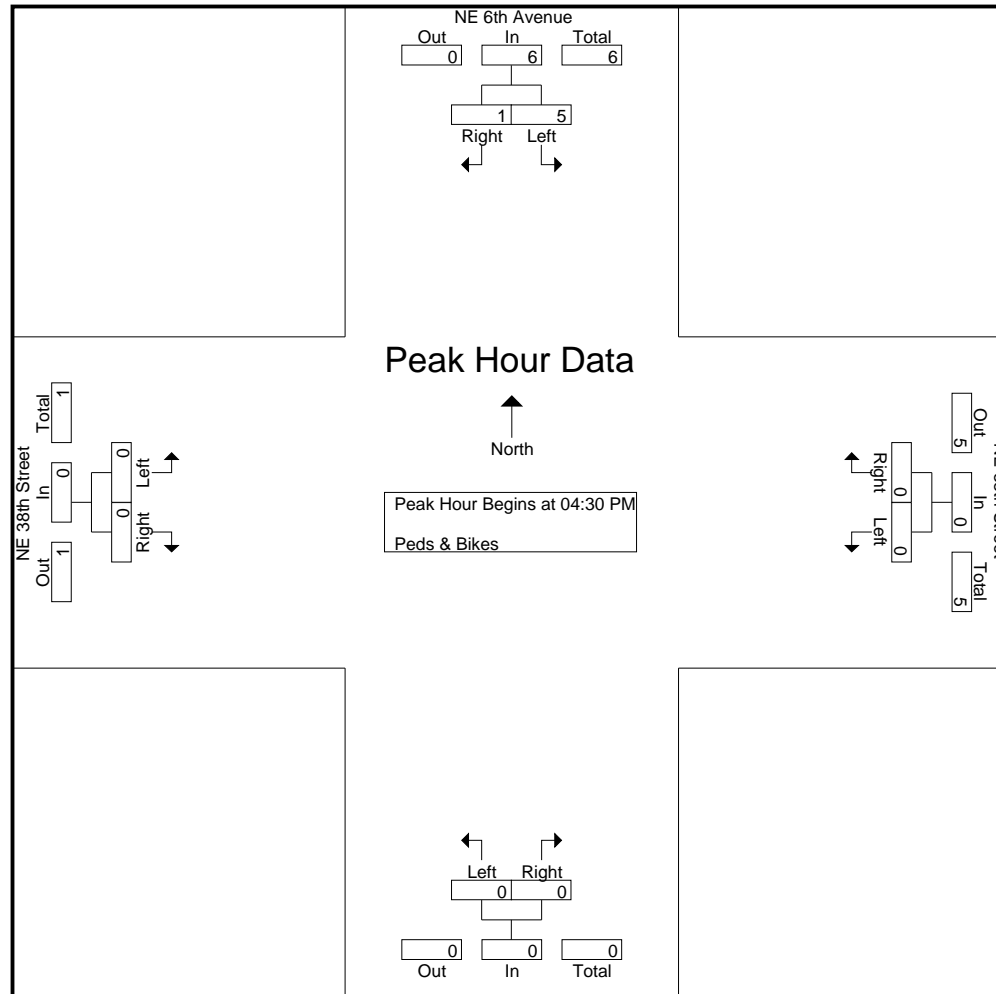 NE 6th Avenue
Out In Total
0 6 6
1 5
Right Left
Peak Hour Data
North
Peak Hour Begins at 04:30 PM
Peds & Bikes
NE 38th Street
Out In Total
1 0 1
Right Left
0 0
Out In Total
5 0 5
Right Left
0 0
Left Right
0 0
0 0 0
Out In Total